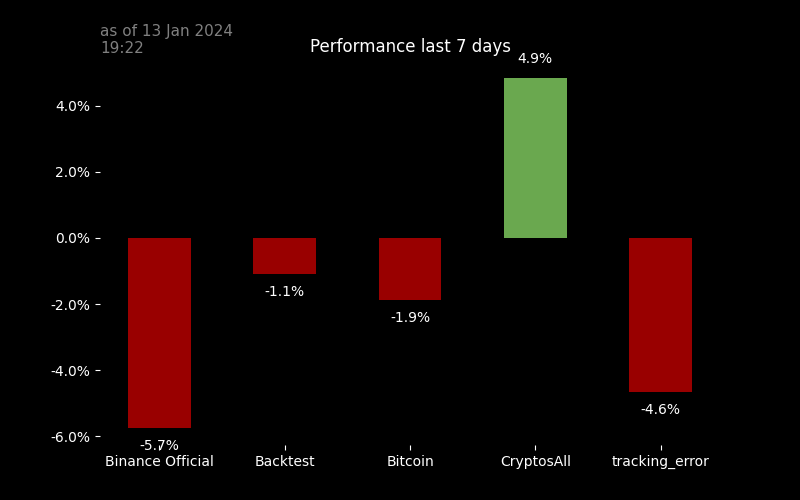 as of 13 Jan 2024
19:22
Performance last 7 days
4.9%
4.0%
2.0%
0.0%
-2.0%
-4.0%
-6.0%
-1.1%
-1.9%
-4.6%
-5.7%
Binance Official
Backtest
Bitcoin
CryptosAll
tracking_error